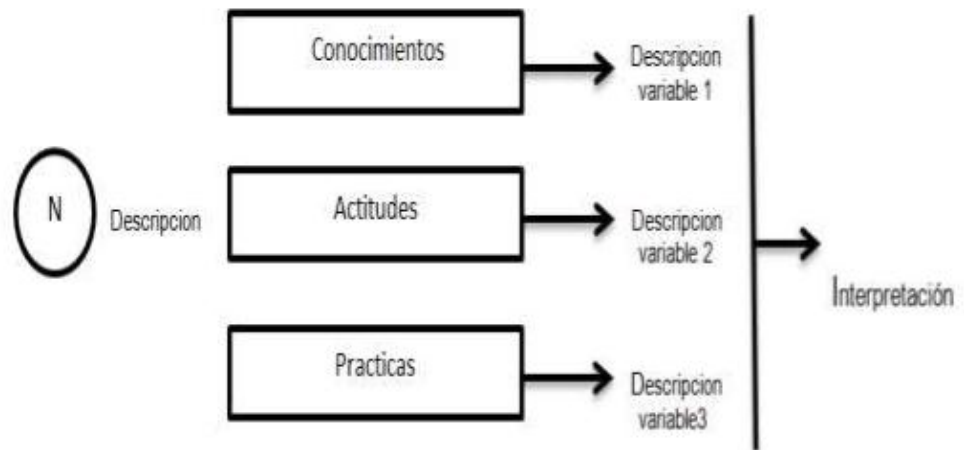 Conocimientos
Descripcion
variable 1
N
Descripcion
Actitudes
Descripcion
variable 2
Interpretación
Practicas
Descripcion
variable3